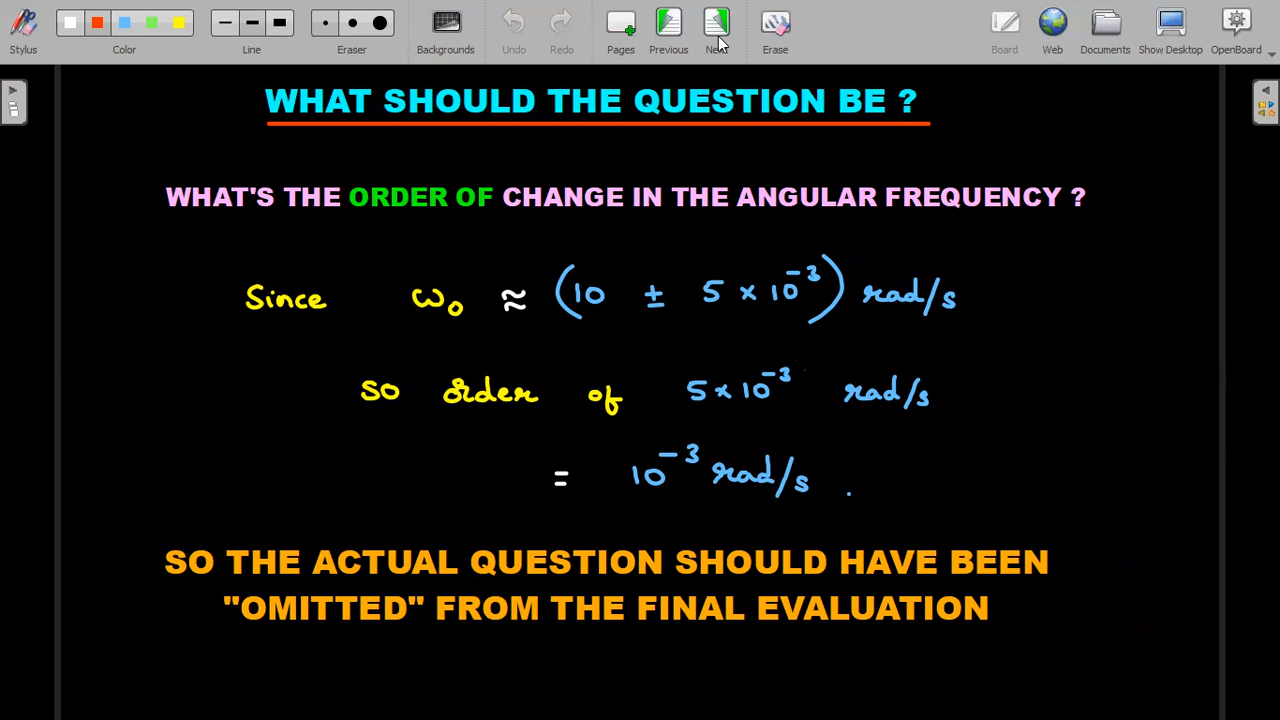 Stylus Color Line Eraser Backgrounds Undo Redo Pages Previous Next Erase Board Web Documents Show Desktop OpenBoard
WHAT SHOULD THE QUESTION BE ?
WHAT'S THE ORDER OF CHANGE IN THE ANGULAR FREQUENCY ?
Since ω₀ ≈ (10 ± 5 × 10⁻³) rad/s
So order of 5 × 10⁻³ rad/s
= 10⁻³ rad/s .
SO THE ACTUAL QUESTION SHOULD HAVE BEEN
"OMITTED" FROM THE FINAL EVALUATION